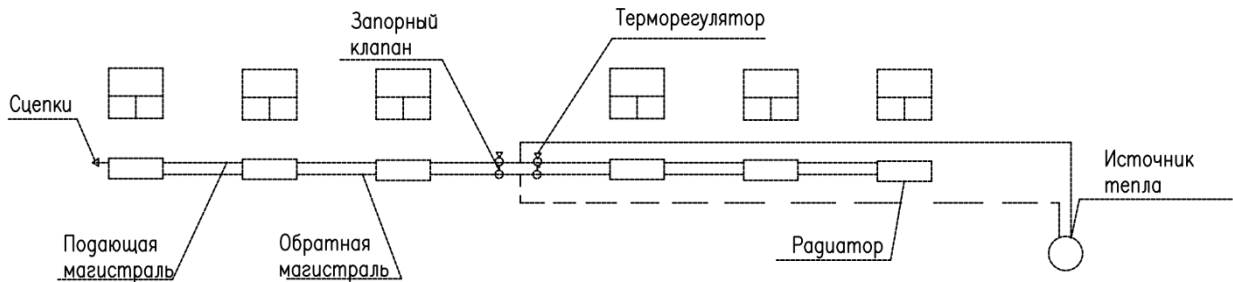 Запорный
клапан
Терморегулятор
Сцепки
Источник
тепла
Подающая
магистраль
Обратная
магистраль
Радиатор